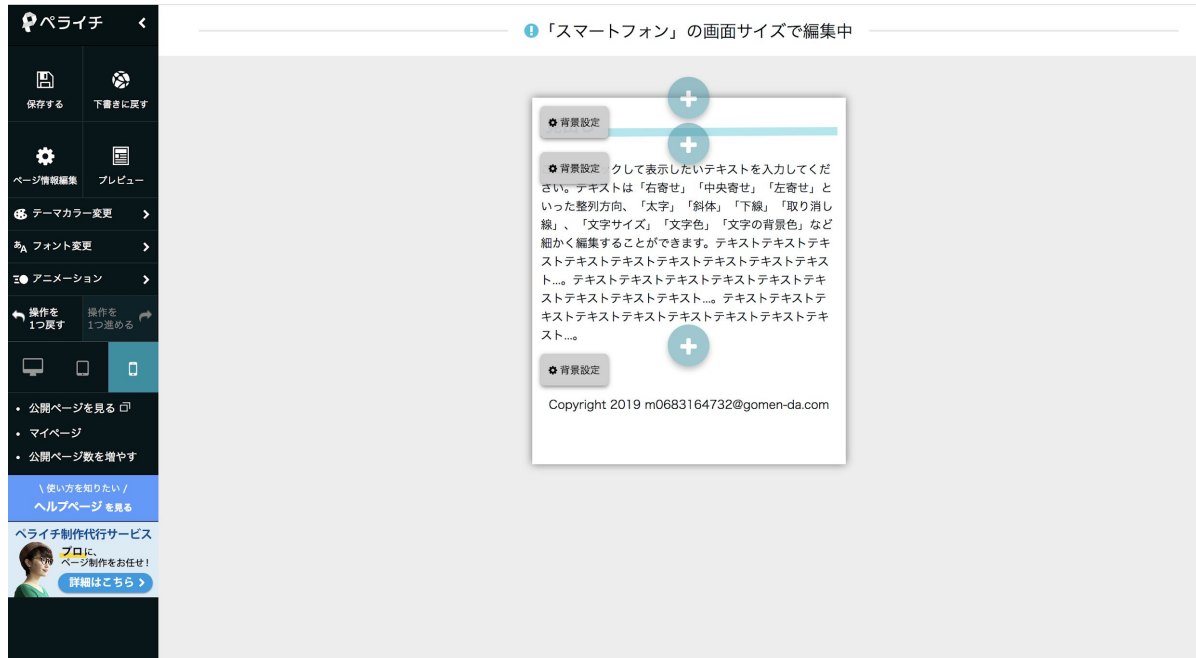 ペライチ
保存する
下書きに戻す
ページ情報編集
プレビュー
テーマカラー変更
あA フォント変更
アニメーション
操作を
1つ戻す
操作を
1つ進める
• 公開ページを見る
• マイページ
• 公開ページ数を増やす
\ 使い方を知りたい /
ヘルプページ を見る
ペライチ制作代行サービス
プロに、
ページ制作をお任せ!
詳細はこちら
「スマートフォン」の画面サイズで編集中
背景設定
背景設定
クして表示したいテキストを入力してくだ
さい。テキストは「右寄せ」「中央寄せ」「左寄せ」と
いった整列方向、「太字」「斜体」「下線」「取り消し
線」、「文字サイズ」「文字色」「文字の背景色」など
細かく編集することができます。テキストテキストテキ
ストテキストテキストテキストテキストテキストテキス
ト...。テキストテキストテキストテキストテキストテキ
ストテキストテキストテキスト...。テキストテキストテ
キストテキストテキストテキストテキストテキストテキ
スト...。
背景設定
Copyright 2019 m0683164732@gomen-da.com